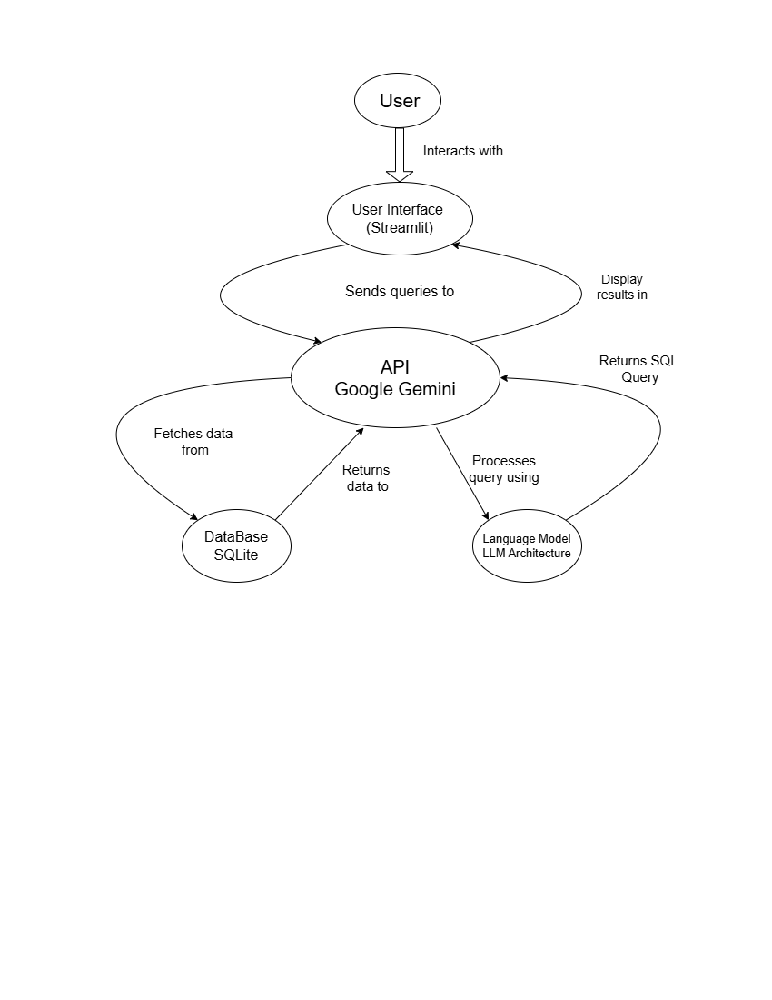 User
Interacts with
User Interface
(Streamlit)
Sends queries to
Display
results in
API
Google Gemini
Returns SQL
Query
Fetches data
from
Returns
data to
Processes
query using
DataBase
SQLite
Language Model
LLM Architecture